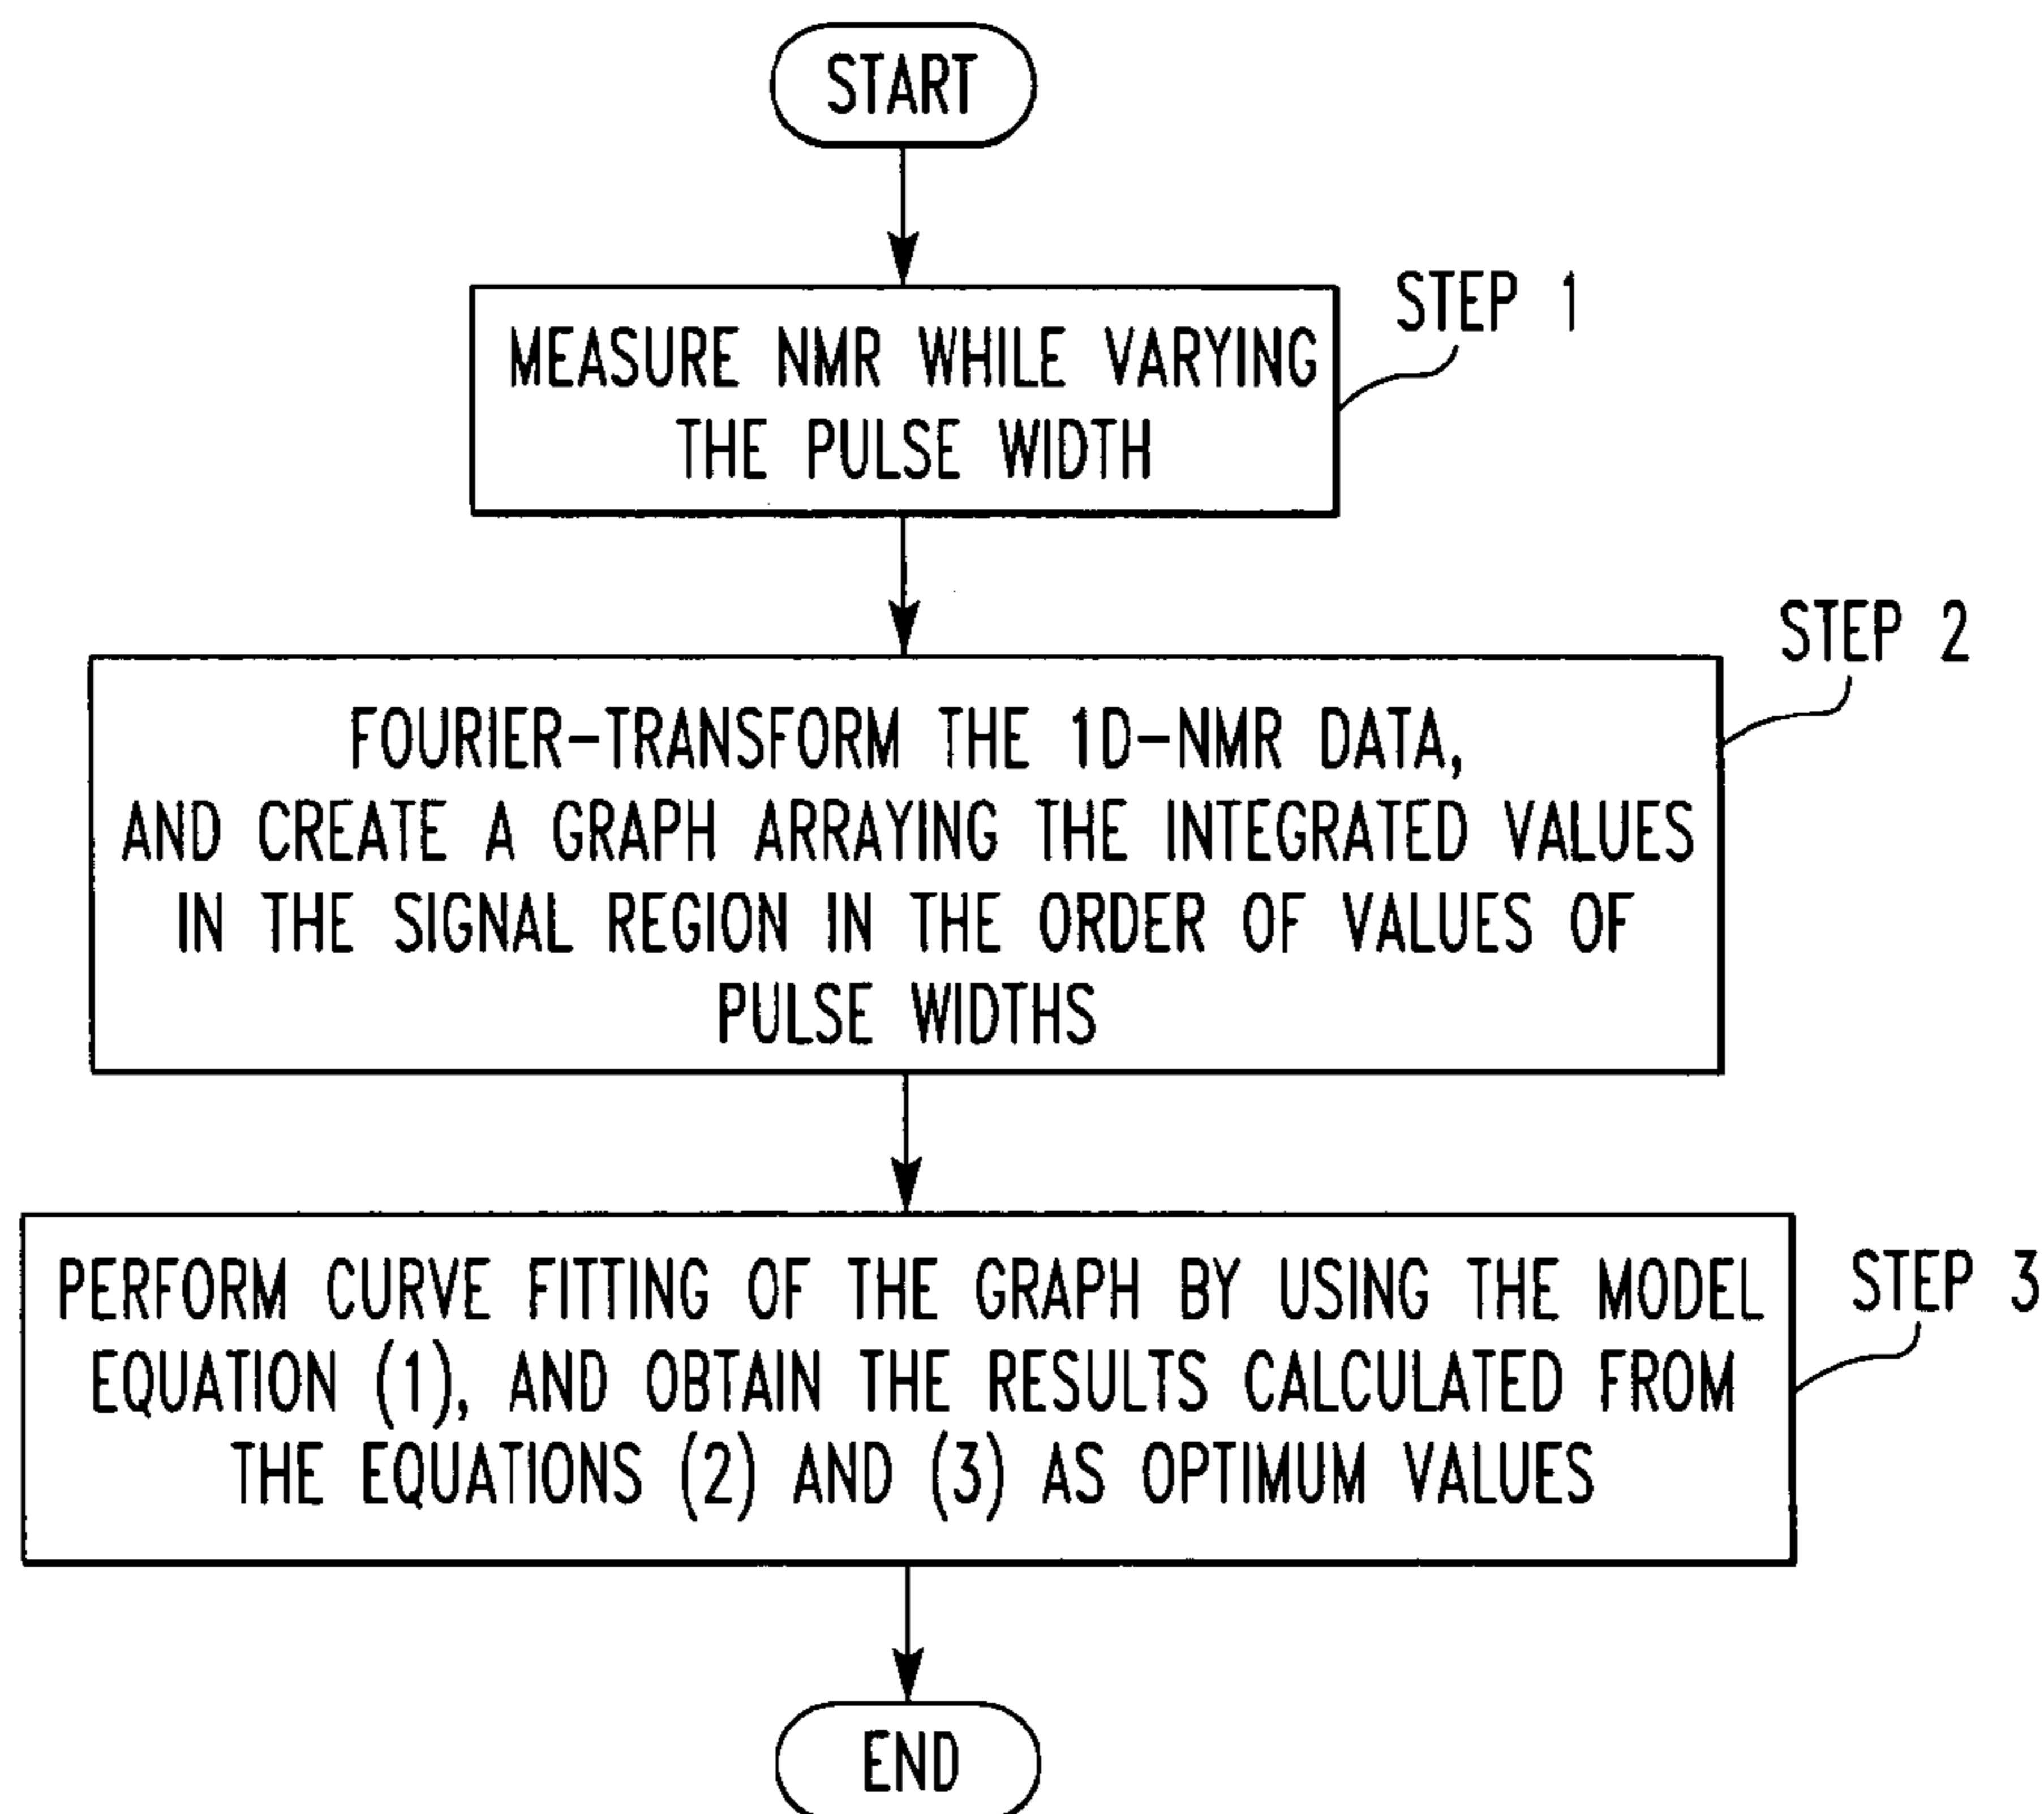 START
STEP 1
MEASURE NMR WHILE VARYING
THE PULSE WIDTH
STEP 2
FOURIER-TRANSFORM THE 1D-NMR DATA,
AND CREATE A GRAPH ARRAYING THE INTEGRATED VALUES
IN THE SIGNAL REGION IN THE ORDER OF VALUES OF
PULSE WIDTHS
STEP 3
PERFORM CURVE FITTING OF THE GRAPH BY USING THE MODEL
EQUATION (1), AND OBTAIN THE RESULTS CALCULATED FROM
THE EQUATIONS (2) AND (3) AS OPTIMUM VALUES
END